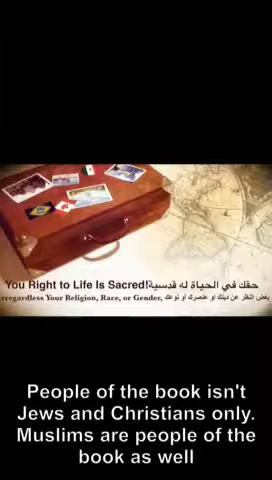 You Right to Life Is Sacred!حقك في الحياة له قدسية
rregardless Your Religion, Race, or Gender, بغض النظر عن دينك أو عنصرك أو نوعك
People of the book isn't
Jews and Christians only.
Muslims are people of the
book as well